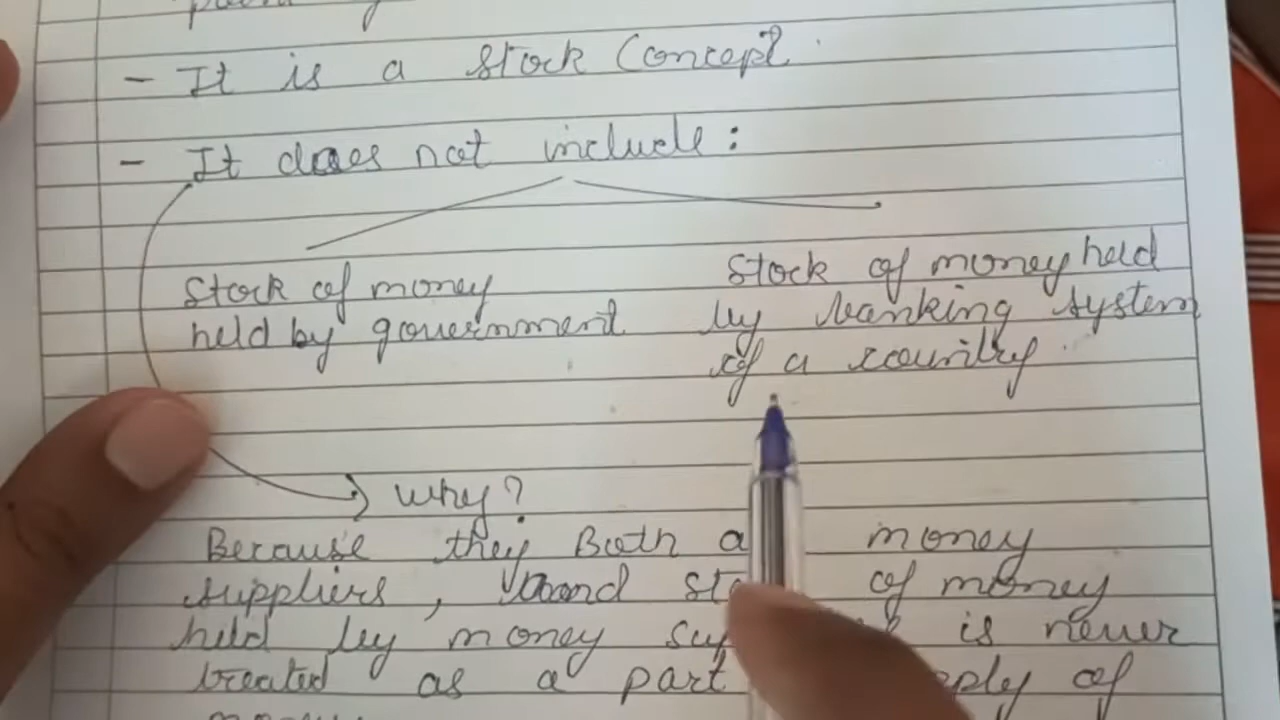 - It is a Stock Concept.
- It does not include:
Stock of money
held by government
Stock of money held
by banking system
of a country.
Why?
Because they Both a money
suppliers, and st of money
held by money sup is never
treated as a part of